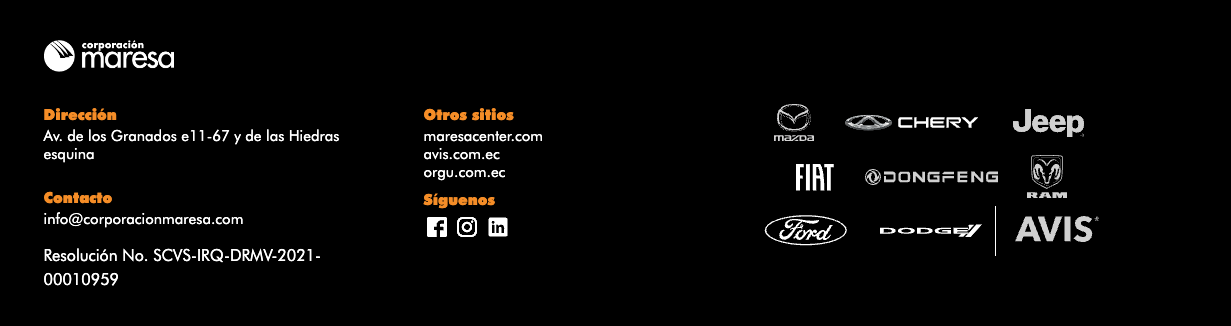 corporación
maresa
Dirección
Av. de los Granados e11-67 y de las Hiedras
esquina
Contacto
info@corporacionmaresa.com
Resolución No. SCVS-IRQ-DRMV-2021-
00010959
Otros sitios
maresacenter.com
avis.com.ec
orgu.com.ec
Síguenos
mazda
CHERY
Jeep
FIAT
DONGFENG
RAM
Ford
DODGE
AVIS